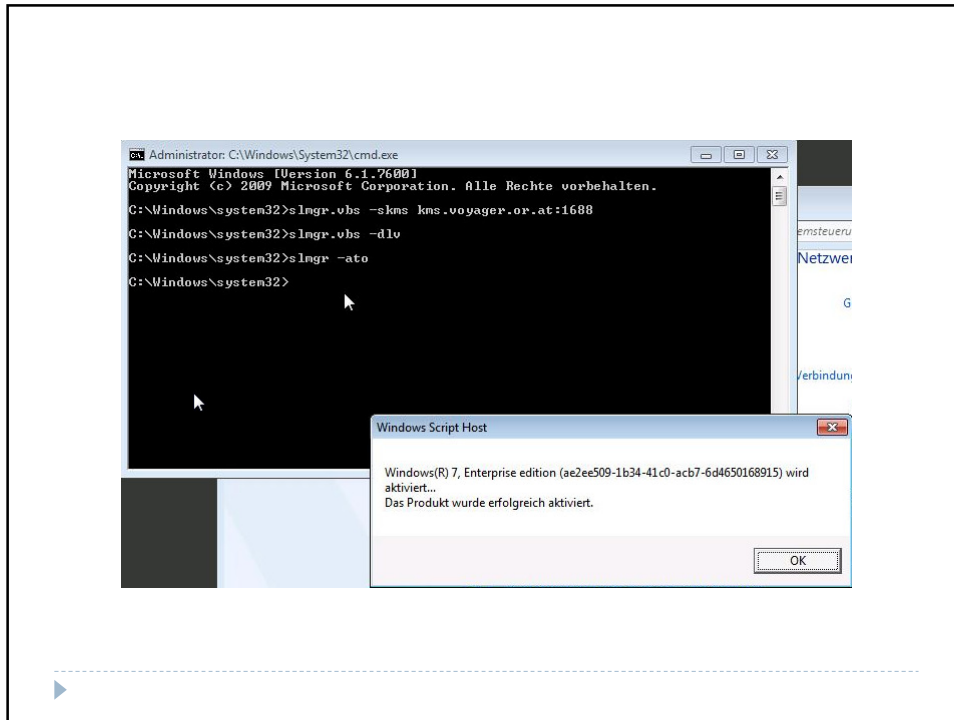 Administrator: C:\Windows\System32\cmd.exe
Microsoft Windows [Version 6.1.7600]
Copyright (c) 2009 Microsoft Corporation. Alle Rechte vorbehalten.
C:\Windows\system32>slmgr.vbs -skms kms.voyager.or.at:1688
C:\Windows\system32>slmgr.vbs -dlv
C:\Windows\system32>slmgr -ato
C:\Windows\system32>
emsteueru
Netzwer
G
Verbindung
Windows Script Host
Windows(R) 7, Enterprise edition (ae2ee509-1b34-41c0-acb7-6d4650168915) wird
aktiviert...
Das Produkt wurde erfolgreich aktiviert.
OK